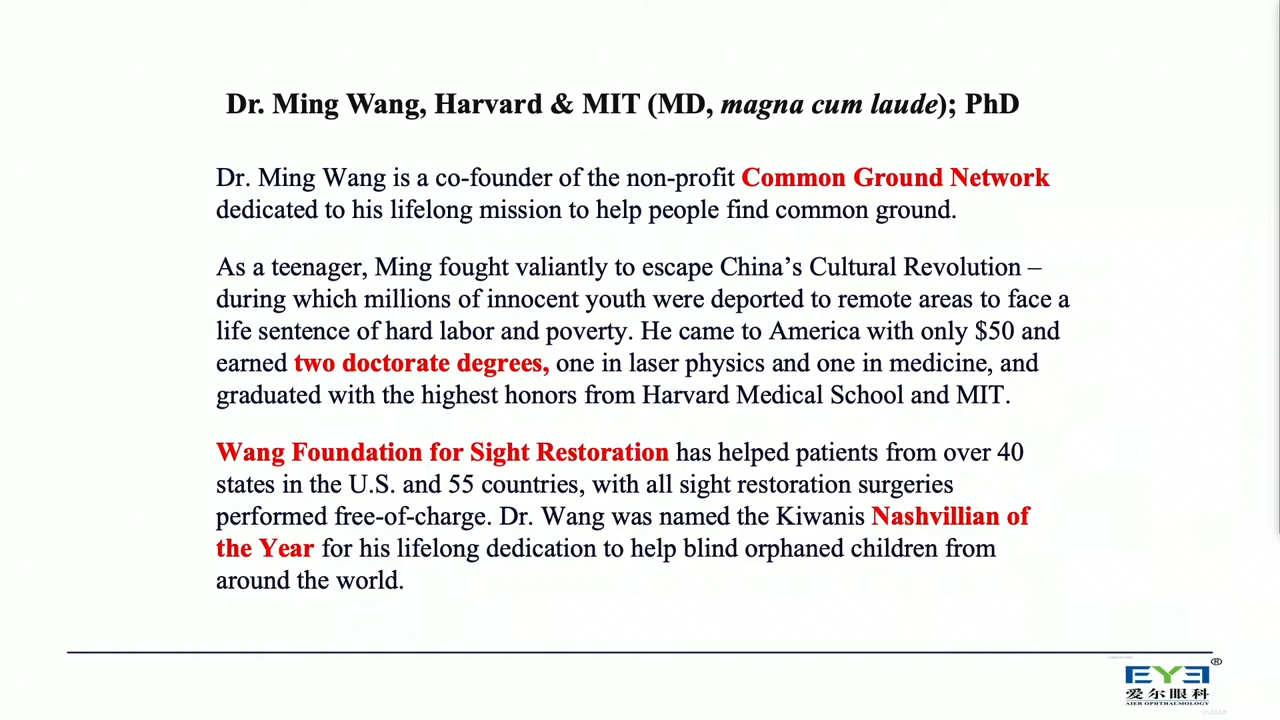 Dr. Ming Wang, Harvard & MIT (MD, magna cum laude); PhD
Dr. Ming Wang is a co-founder of the non-profit Common Ground Network
dedicated to his lifelong mission to help people find common ground.
As a teenager, Ming fought valiantly to escape China’s Cultural Revolution –
during which millions of innocent youth were deported to remote areas to face a
life sentence of hard labor and poverty. He came to America with only $50 and
earned two doctorate degrees, one in laser physics and one in medicine, and
graduated with the highest honors from Harvard Medical School and MIT.
Wang Foundation for Sight Restoration has helped patients from over 40
states in the U.S. and 55 countries, with all sight restoration surgeries
performed free-of-charge. Dr. Wang was named the Kiwanis Nashvillian of
the Year for his lifelong dedication to help blind orphaned children from
around the world.
EYE®
爱尔眼科
AIER OPHTHALMOLOGY